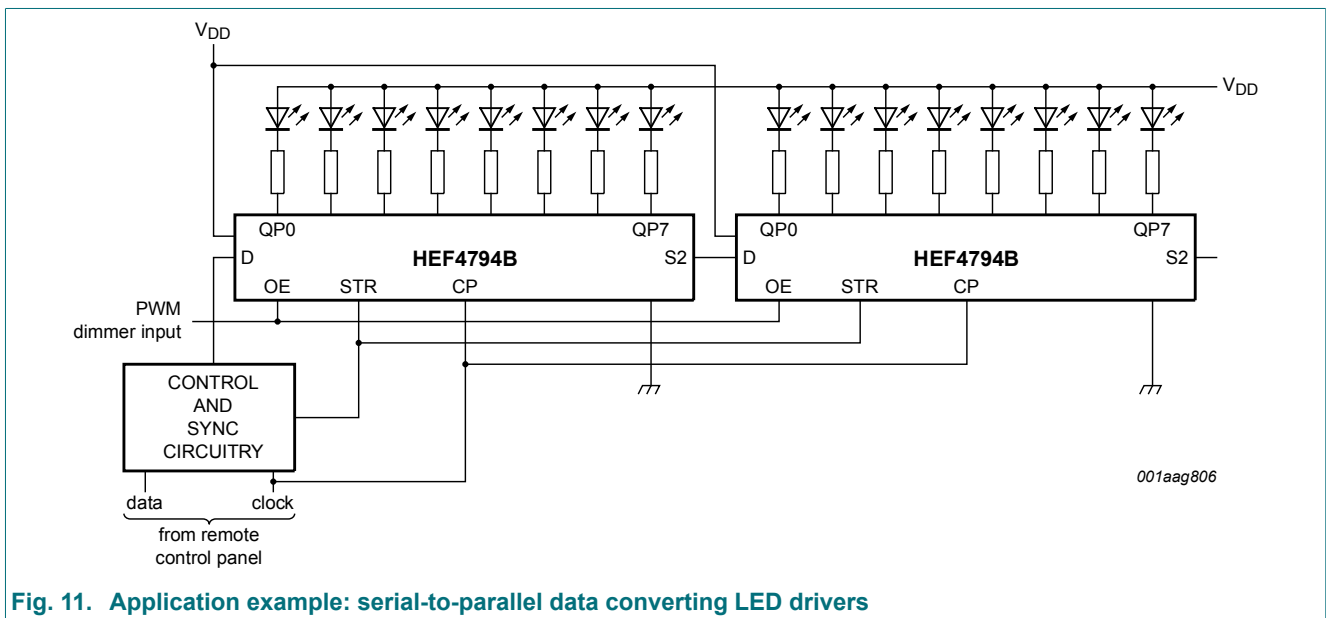 VDD
VDD
QP0 QP7 QP0 QP7
D HEF4794B S2 D HEF4794B S2
OE STR CP OE STR CP
PWM
dimmer input
CONTROL
AND
SYNC
CIRCUITRY
001aag806
data clock
from remote
control panel
Fig. 11. Application example: serial-to-parallel data converting LED drivers